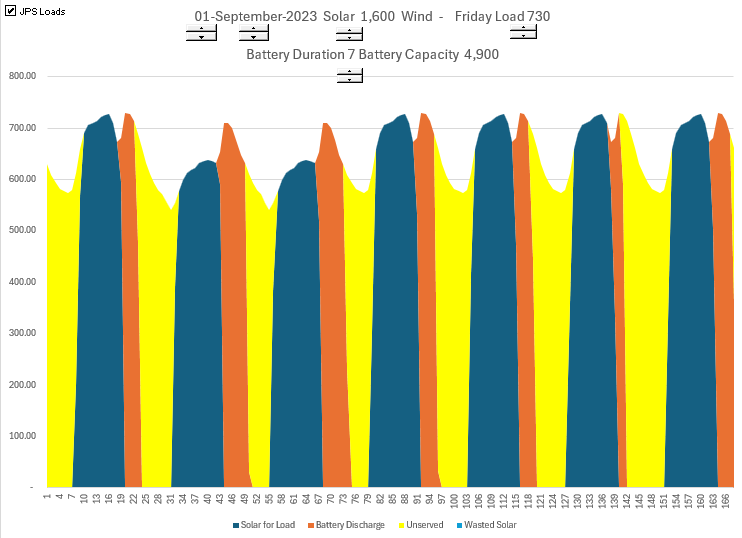 JPS Loads
01-September-2023 Solar 1,600 Wind - Friday Load 730
Battery Duration 7 Battery Capacity 4,900
800.00
700.00
600.00
500.00
400.00
300.00
200.00
100.00
-
1 4 7 10 13 16 19 22 25 28 31 34 37 40 43 46 49 52 55 58 61 64 67 70 73 76 79 82 85 88 91 94 97 100 103 106 109 112 115 118 121 124 127 130 133 136 139 142 145 148 151 154 157 160 163 166
Solar for Load Battery Discharge Unserved Wasted Solar